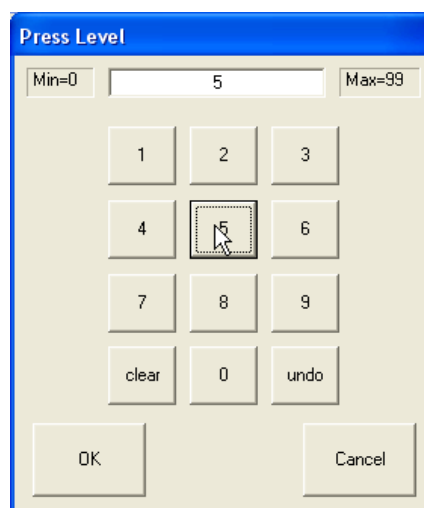 Press Level
Min=0 5 Max=99
1 2 3
4 5 6
7 8 9
clear 0 undo
OK Cancel